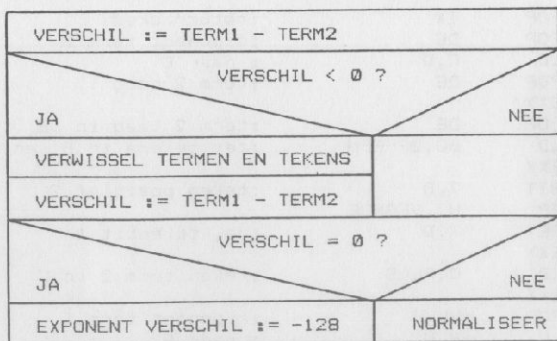 VERSCHIL := TERM1 - TERM2
VERSCHIL < 0 ?
JA NEE
VERWISSEL TERMEN EN TEKENS
VERSCHIL := TERM1 - TERM2
VERSCHIL = 0 ?
JA NEE
EXPONENT VERSCHIL := -128 NORMALISEER